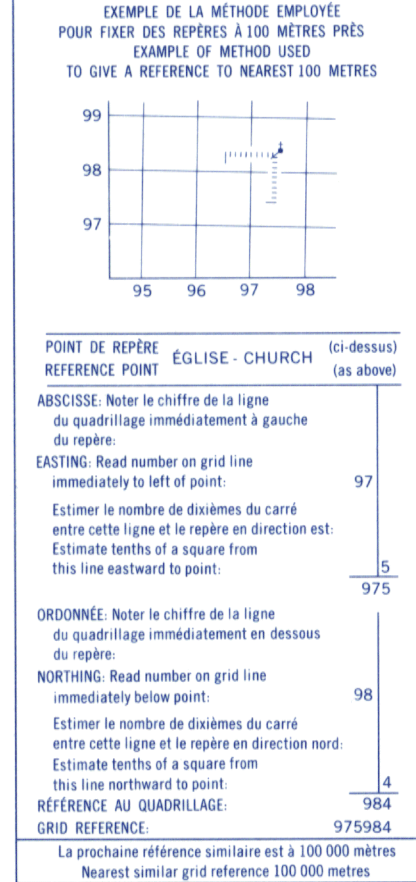 EXEMPLE DE LA MÉTHODE EMPLOYÉE
POUR FIXER DES REPÈRES À 100 MÈTRES PRÈS
EXAMPLE OF METHOD USED
TO GIVE A REFERENCE TO NEAREST 100 METRES
99
98
97
95 96 97 98
POINT DE REPÈRE
REFERENCE POINT
ÉGLISE - CHURCH
(ci-dessus)
(as above)
ABSCISSE: Noter le chiffre de la ligne
du quadrillage immédiatement à gauche
du repère:
EASTING: Read number on grid line
immediately to left of point: 97
Estimer le nombre de dixièmes du carré
entre cette ligne et le repère en direction est:
Estimate tenths of a square from
this line eastward to point: 5
975
ORDONNÉE: Noter le chiffre de la ligne
du quadrillage immédiatement en dessous
du repère:
NORTHING: Read number on grid line
immediately below point: 98
Estimer le nombre de dixièmes du carré
entre cette ligne et le repère en direction nord:
Estimate tenths of a square from
this line northward to point: 4
RÉFÉRENCE AU QUADRILLAGE: 984
GRID REFERENCE: 975984
La prochaine référence similaire est à 100 000 mètres
Nearest similar grid reference 100 000 metres